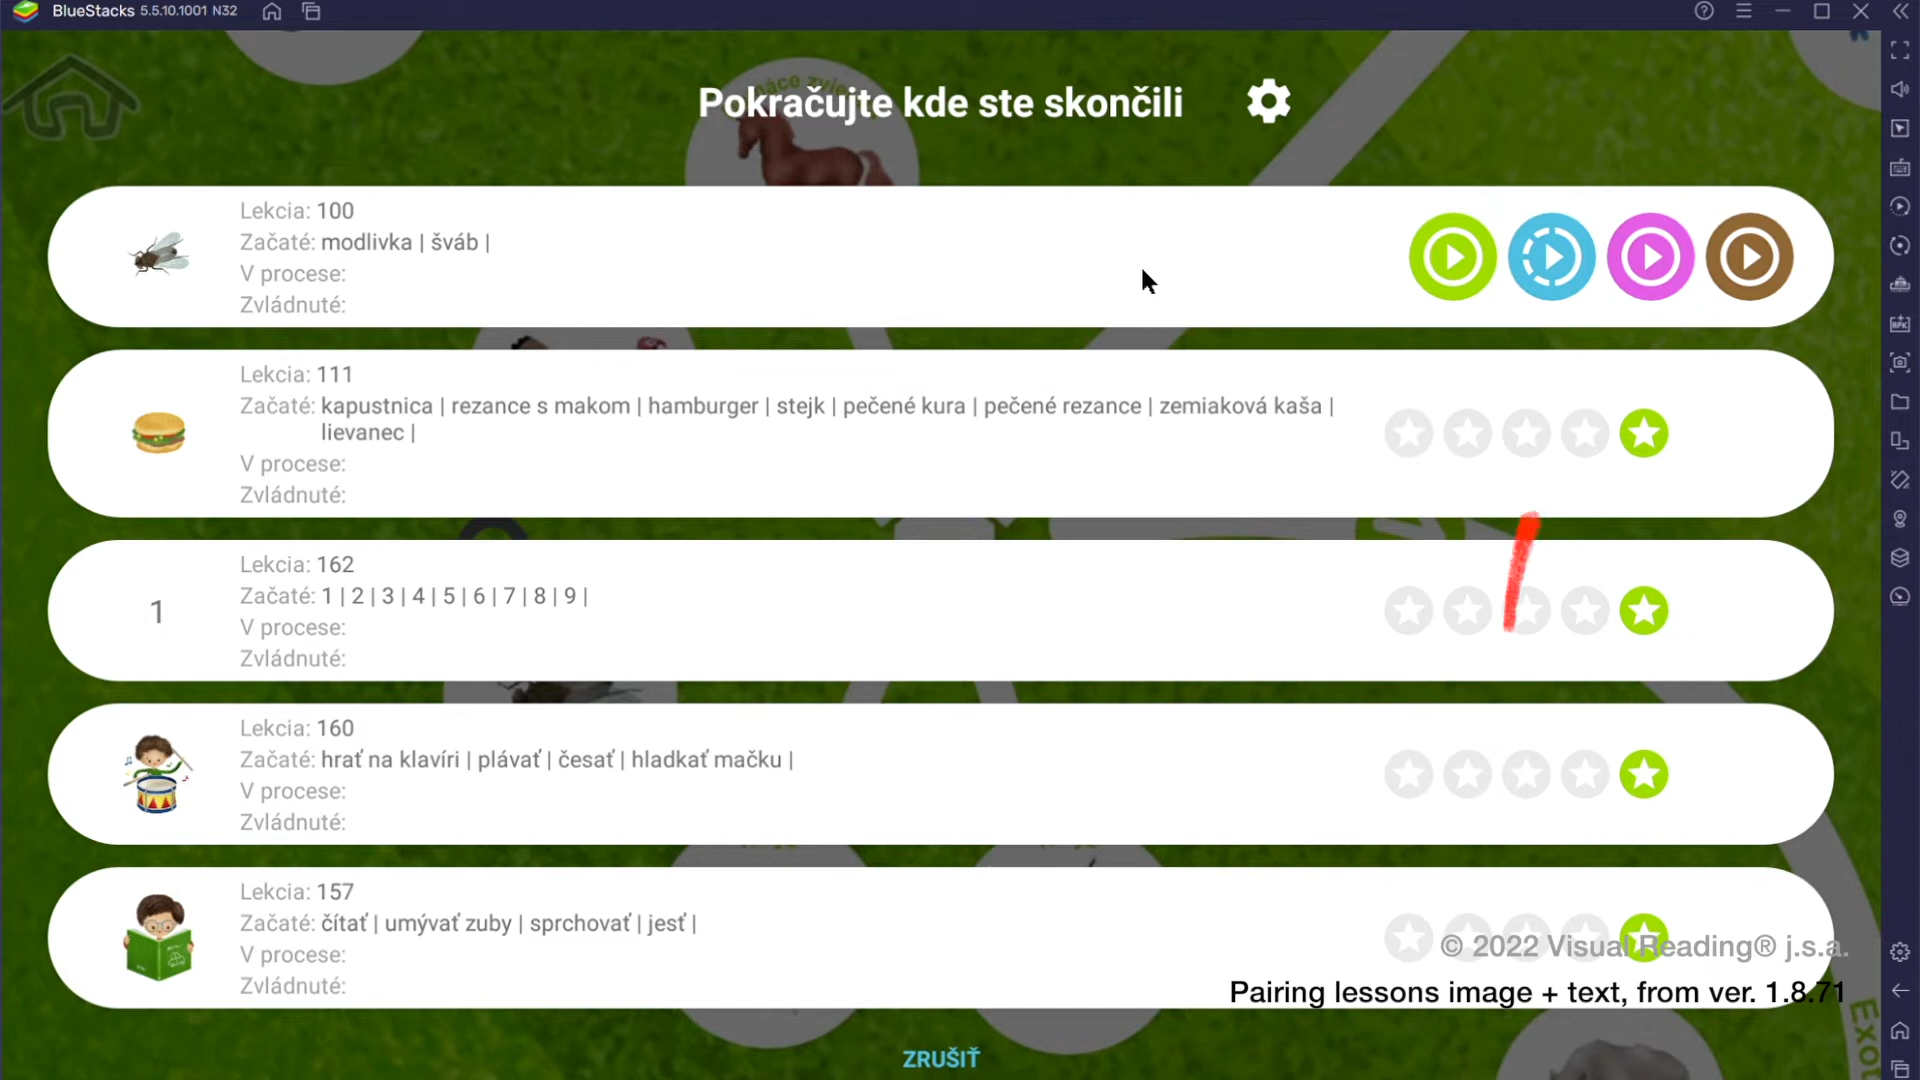 BlueStacks 5.5.10.1001 N32
Pokračujte kde ste skončili
Lekcia: 100
Začaté: modlivka | šváb |
V procese:
Zvládnuté:
Lekcia: 111
Začaté: kapustnica | rezance s makom | hamburger | stejk | pečené kura | pečené rezance | zemiaková kaša |
lievanec |
V procese:
Zvládnuté:
1
Lekcia: 162
Začaté: 1 | 2 | 3 | 4 | 5 | 6 | 7 | 8 | 9 |
V procese:
Zvládnuté:
Lekcia: 160
Začaté: hrať na klavíri | plávať | česať | hladkať mačku |
V procese:
Zvládnuté:
Lekcia: 157
Začaté: čítať | umývať zuby | sprchovať | jesť |
V procese:
Zvládnuté:
© 2022 Visual Reading® j.s.a.
Pairing lessons image + text, from ver. 1.8.71
ZRUŠIŤ